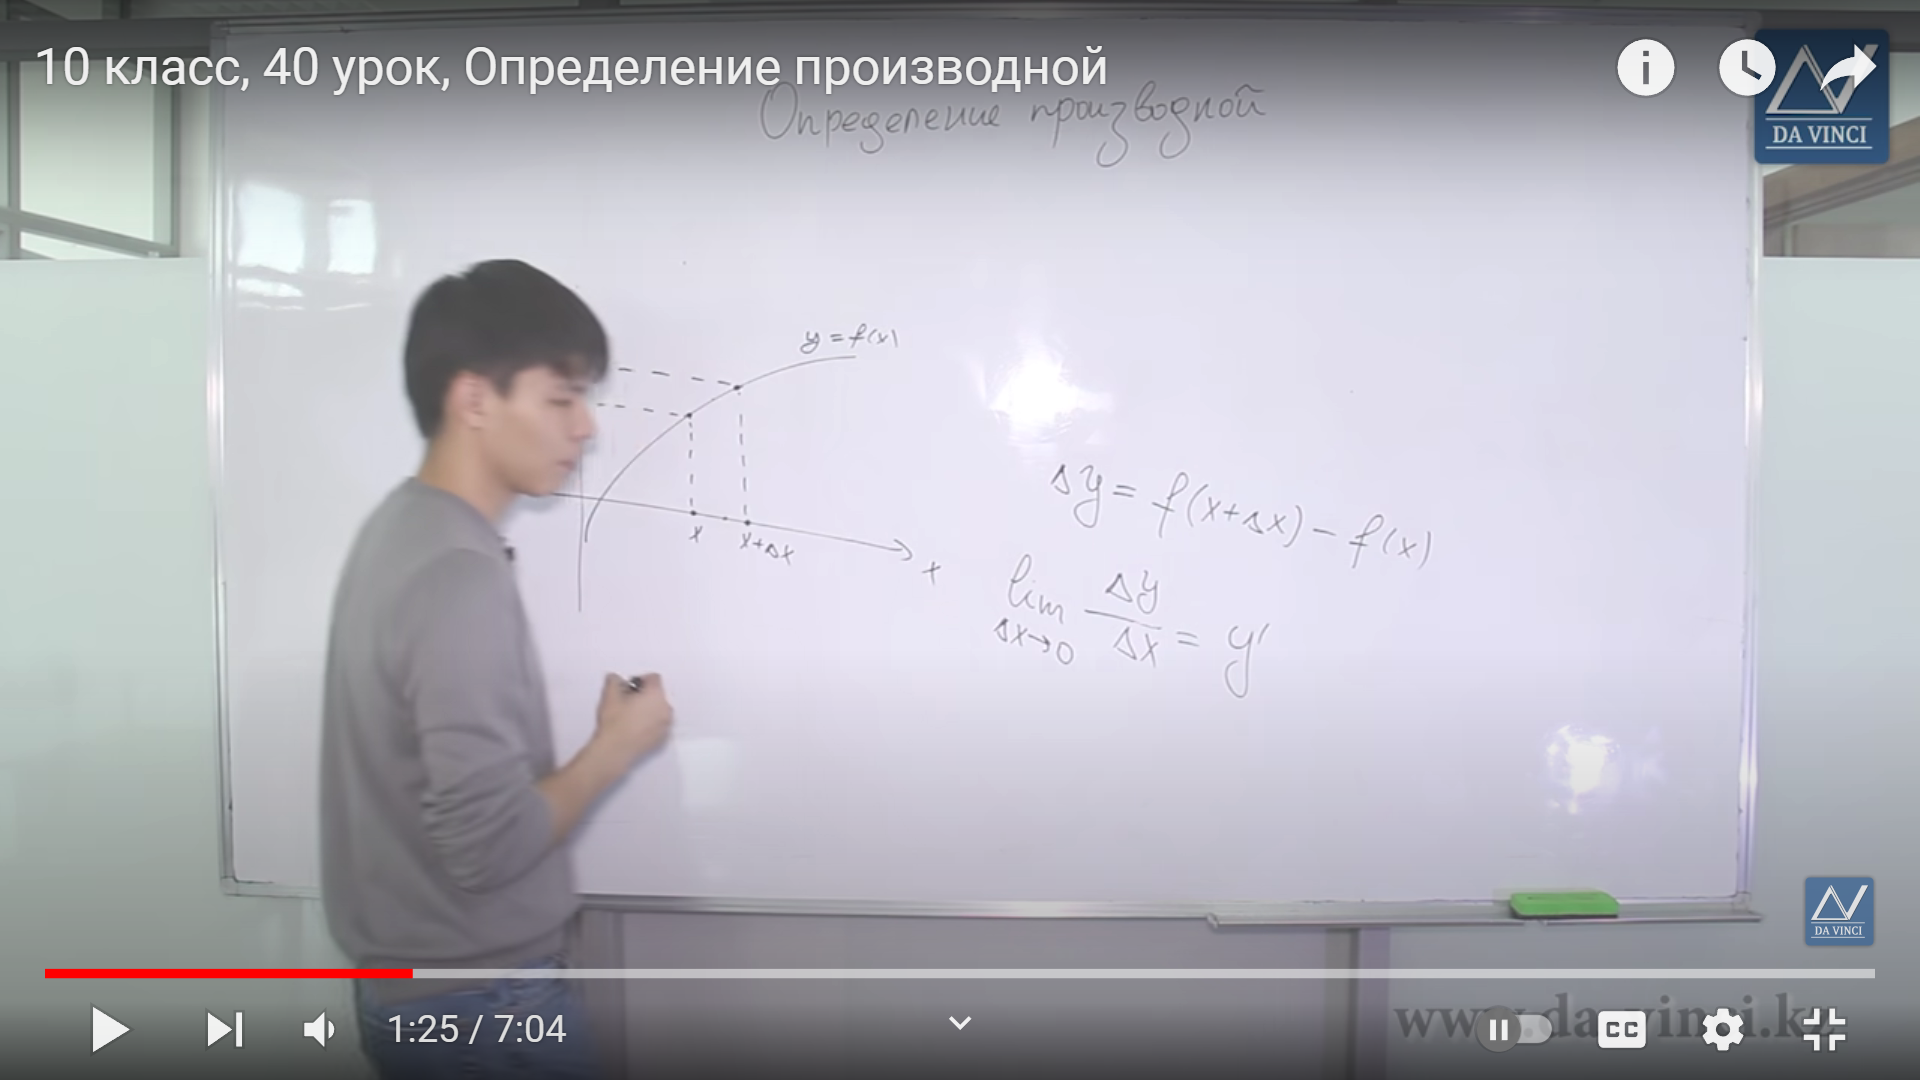 10 класс, 40 урок, Определение производной
DA VINCI
Определение производной
y = f(x)
x
x+Δx
x
Δy = f(x+Δx) − f(x)
lim Δy/Δx = y'
Δx→0
DA VINCI
1:25 / 7:04
CC